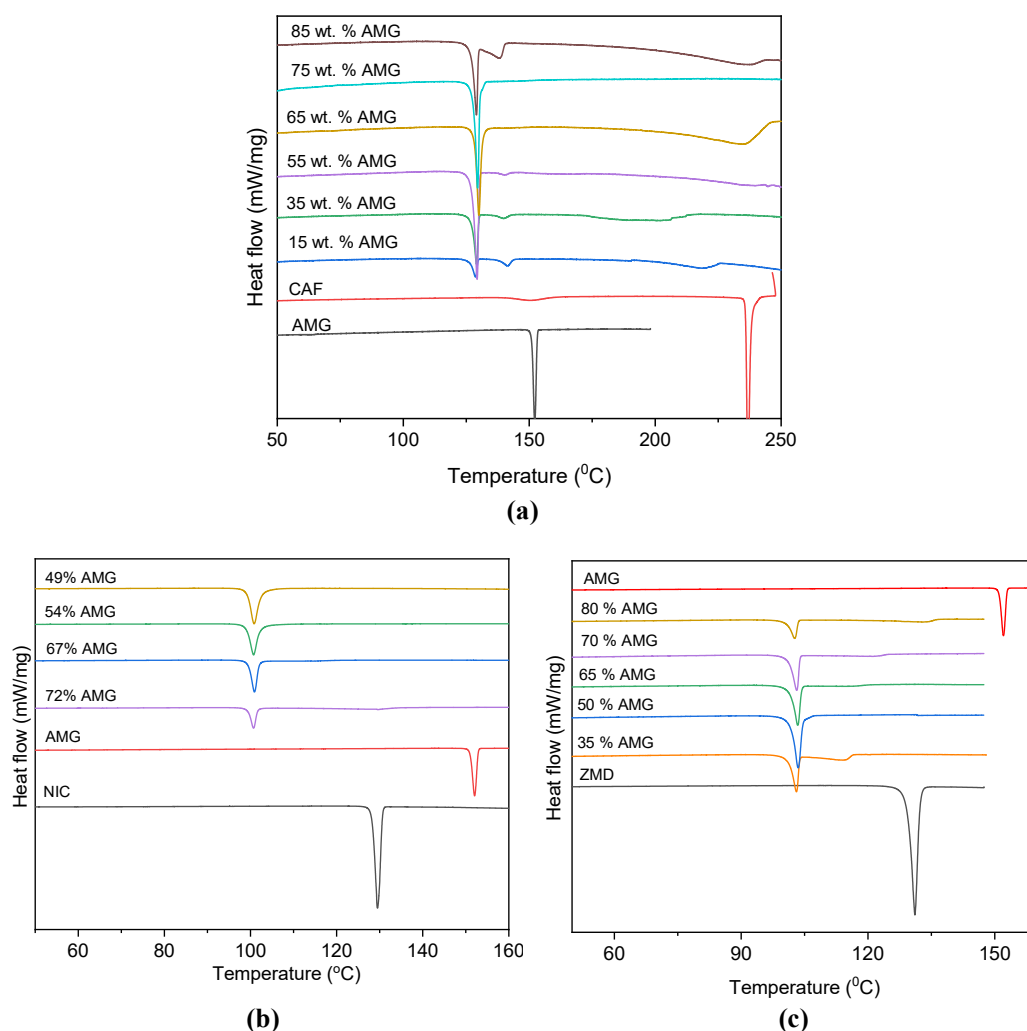 85 wt. % AMG
75 wt. % AMG
65 wt. % AMG
55 wt. % AMG
35 wt. % AMG
15 wt. % AMG
CAF
AMG
Heat flow (mW/mg)
50 100 150 200 250
Temperature (⁰C)
(a)
49% AMG
54% AMG
67% AMG
72% AMG
AMG
NIC
Heat flow (mW/mg)
60 80 100 120 140 160
Temperature (ᵒC)
(b)
AMG
80 % AMG
70 % AMG
65 % AMG
50 % AMG
35 % AMG
ZMD
Heat flow (mW/mg)
60 90 120 150
Temperature (⁰C)
(c)